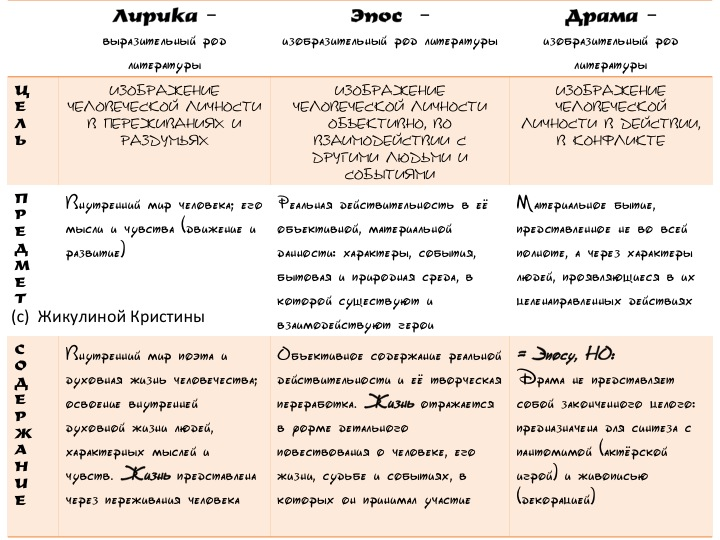 Лирика –
выразительный род
литературы
Эпос –
изобразительный род литературы
Драма –
изобразительный род
литературы
ЦЕЛЬ
ИЗОБРАЖЕНИЕ
ЧЕЛОВЕЧЕСКОЙ ЛИЧНОСТИ
В ПЕРЕЖИВАНИЯХ И
РАЗДУМЬЯХ
ИЗОБРАЖЕНИЕ
ЧЕЛОВЕЧЕСКОЙ ЛИЧНОСТИ
ОБЪЕКТИВНО, ВО
ВЗАИМОДЕЙСТВИИ С
ДРУГИМИ ЛЮДЬМИ И
СОБЫТИЯМИ
ИЗОБРАЖЕНИЕ
ЧЕЛОВЕЧЕСКОЙ
ЛИЧНОСТИ В ДЕЙСТВИИ,
В КОНФЛИКТЕ
ПРЕДМЕТ
Внутренний мир человека; его
мысли и чувства (движение и
развитие)
Реальная действительность в её
объективной, материальной
данности: характеры, события,
бытовая и природная среда, в
которой существуют и
взаимодействуют герои
Материальное бытие,
представленное не во всей
полноте, а через характеры
людей, проявляющиеся в их
целенаправленных действиях
(с) Жикулиной Кристины
СОДЕРЖАНИЕ
Внутренний мир поэта и
духовная жизнь человечества;
освоение внутренней
духовной жизни людей,
характерных мыслей и
чувств. Жизнь представлена
через переживания человека
Объективное содержание реальной
действительности и её творческая
переработка. Жизнь отражается
в форме детального
повествования о человеке, его
жизни, судьбе и событиях, в
которых он принимал участие
= Эпосу, НО:
Драма не представляет
собой законченного целого:
предназначена для синтеза с
пантомимой (актёрской
игрой) и живописью
(декорацией)